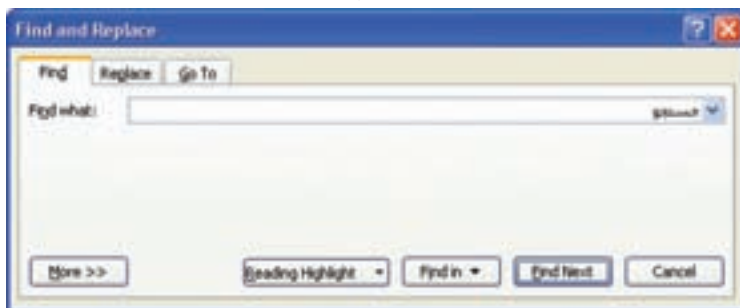 Find and Replace
Find Replace Go To
Find what:
More >> Reading Highlight Find in Find Next Cancel